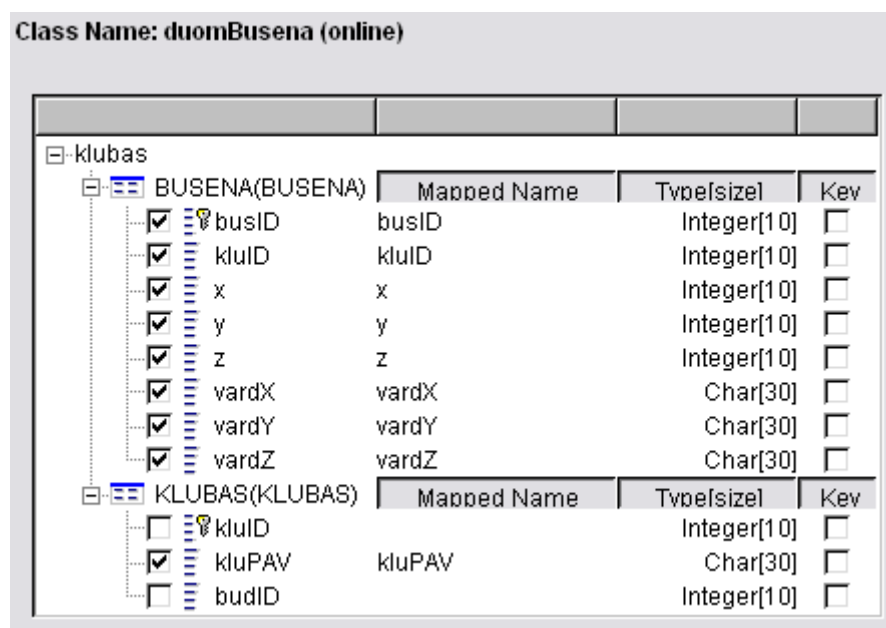 Class Name: duomBusena (online)
klubas
BUSENA(BUSENA) Mapped Name Type[size] Key
busID busID Integer[10]
kluID kluID Integer[10]
x x Integer[10]
y y Integer[10]
z z Integer[10]
vardX vardX Char[30]
vardY vardY Char[30]
vardZ vardZ Char[30]
KLUBAS(KLUBAS) Mapped Name Type[size] Key
kluID Integer[10]
kluPAV kluPAV Char[30]
budID Integer[10]